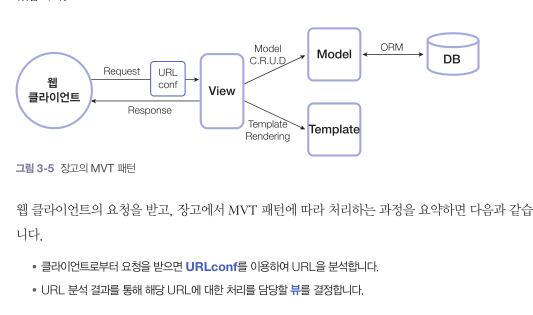 Request
URL
conf
Response
웹
클라이언트
View
Model
C.R.U.D
Model
ORM
DB
Template
Rendering
Template
그림 3-5 장고의 MVT 패턴
웹 클라이언트의 요청을 받고, 장고에서 MVT 패턴에 따라 처리하는 과정을 요약하면 다음과 같습
니다.
• 클라이언트로부터 요청을 받으면 URLconf를 이용하여 URL을 분석합니다.
• URL 분석 결과를 통해 해당 URL에 대한 처리를 담당할 뷰를 결정합니다.